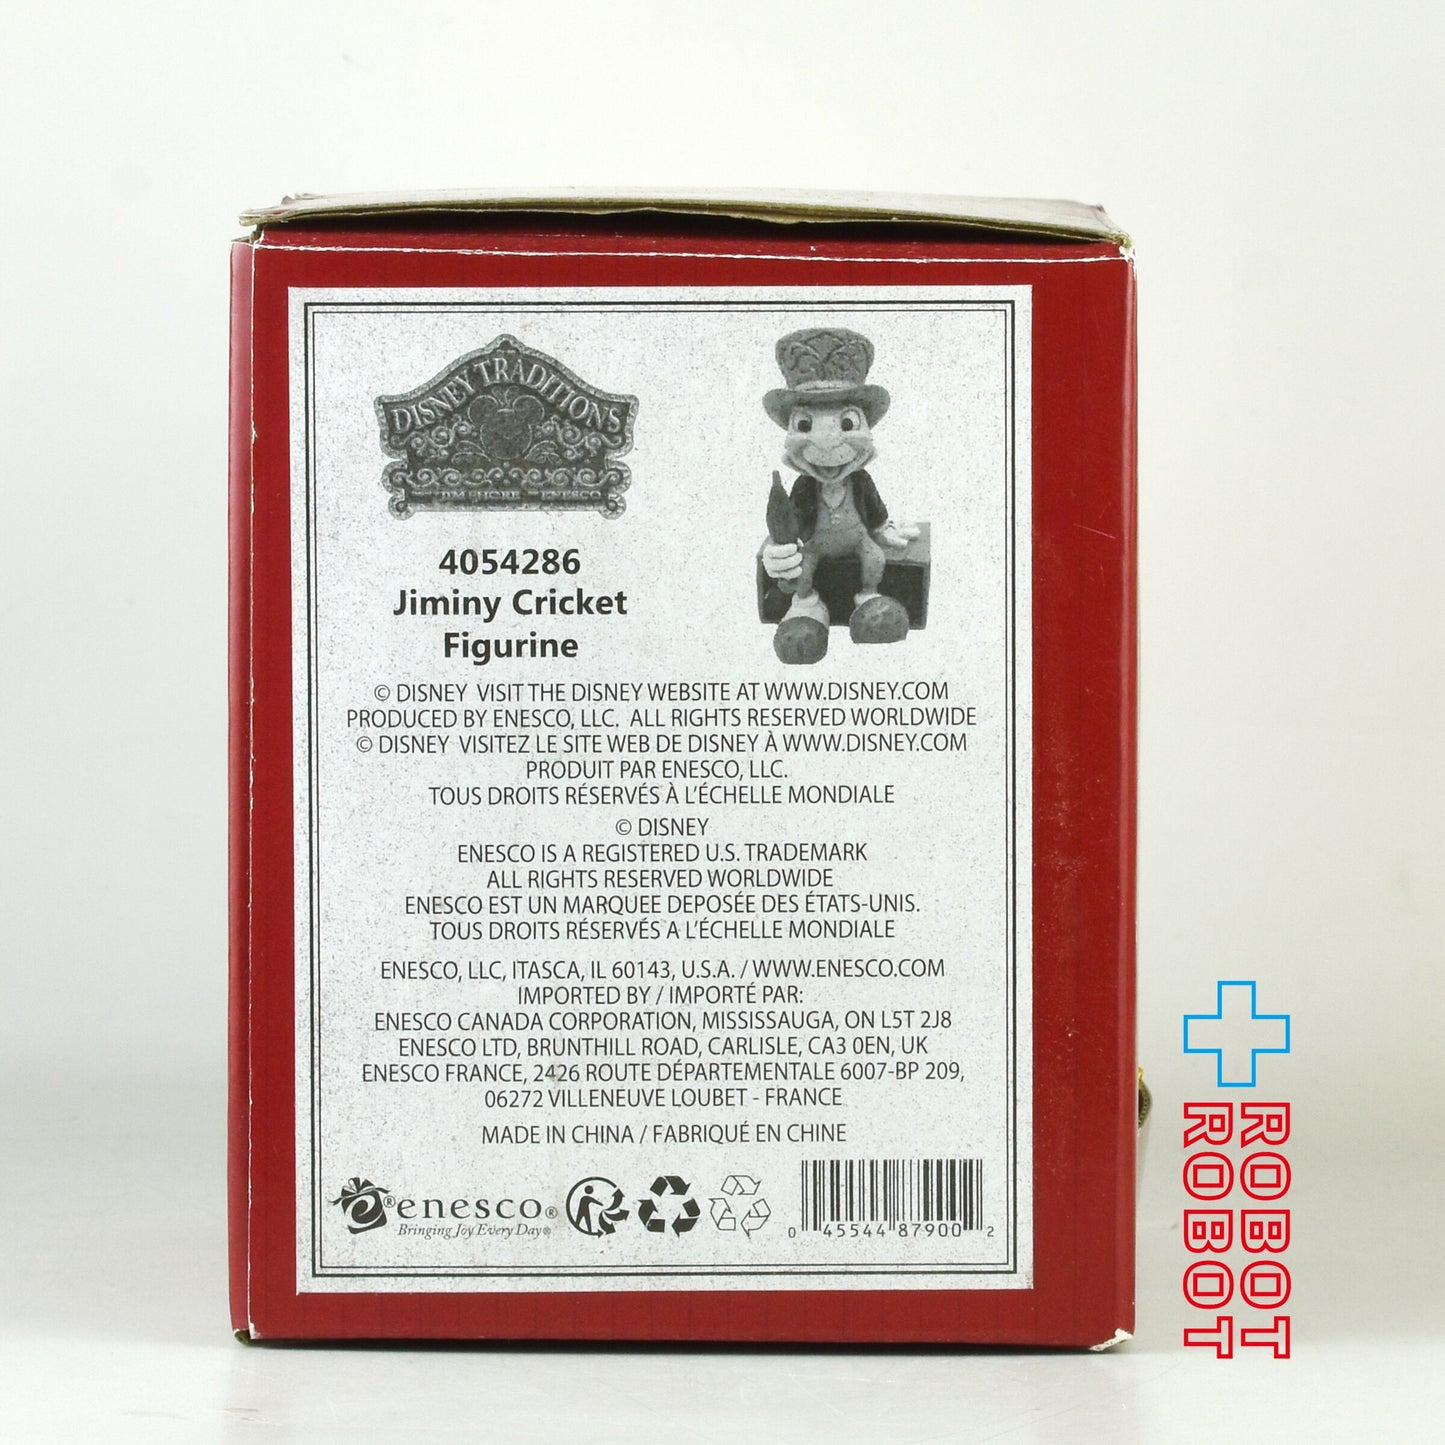 DISNEY TRADITIONS
JIM SHORE ENESCO
4054286
Jiminy Cricket
Figurine
© DISNEY VISIT THE DISNEY WEBSITE AT WWW.DISNEY.COM
PRODUCED BY ENESCO, LLC. ALL RIGHTS RESERVED WORLDWIDE
© DISNEY VISITEZ LE SITE WEB DE DISNEY À WWW.DISNEY.COM
PRODUIT PAR ENESCO, LLC.
TOUS DROITS RÉSERVÉS À L'ÉCHELLE MONDIALE
© DISNEY
ENESCO IS A REGISTERED U.S. TRADEMARK
ALL RIGHTS RESERVED WORLDWIDE
ENESCO EST UN MARQUEE DEPOSÉE DES ÉTATS-UNIS.
TOUS DROITS RÉSERVÉS A L'ÉCHELLE MONDIALE
ENESCO, LLC, ITASCA, IL 60143, U.S.A. / WWW.ENESCO.COM
IMPORTED BY / IMPORTÉ PAR:
ENESCO CANADA CORPORATION, MISSISSAUGA, ON L5T 2J8
ENESCO LTD, BRUNTHILL ROAD, CARLISLE, CA3 0EN, UK
ENESCO FRANCE, 2426 ROUTE DÉPARTEMENTALE 6007-BP 209,
06272 VILLENEUVE LOUBET - FRANCE
MADE IN CHINA / FABRIQUÉ EN CHINE
e® enesco®
Bringing Joy Every Day®
0 45544 87900 2
ROBOT
ROBOT